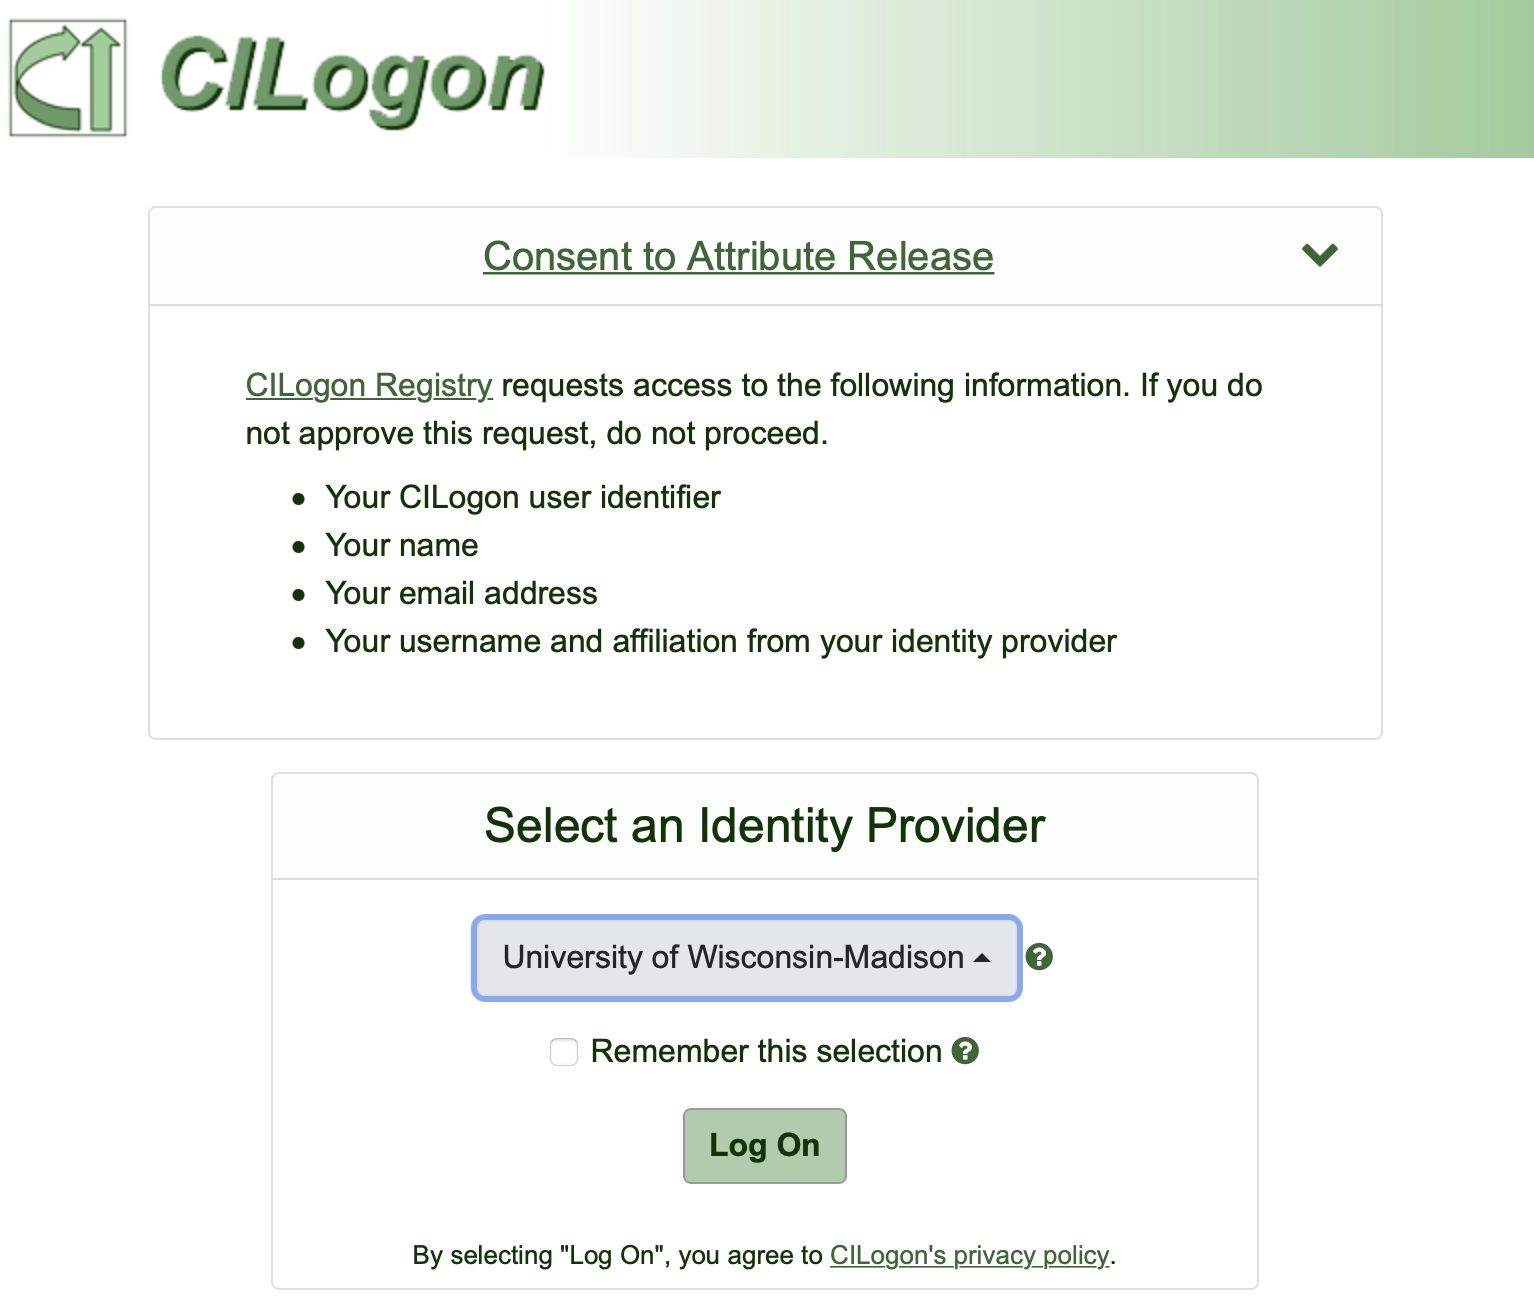 CILogon
Consent to Attribute Release
CILogon Registry requests access to the following information. If you do
not approve this request, do not proceed.
• Your CILogon user identifier
• Your name
• Your email address
• Your username and affiliation from your identity provider
Select an Identity Provider
University of Wisconsin-Madison
Remember this selection
Log On
By selecting "Log On", you agree to CILogon's privacy policy.